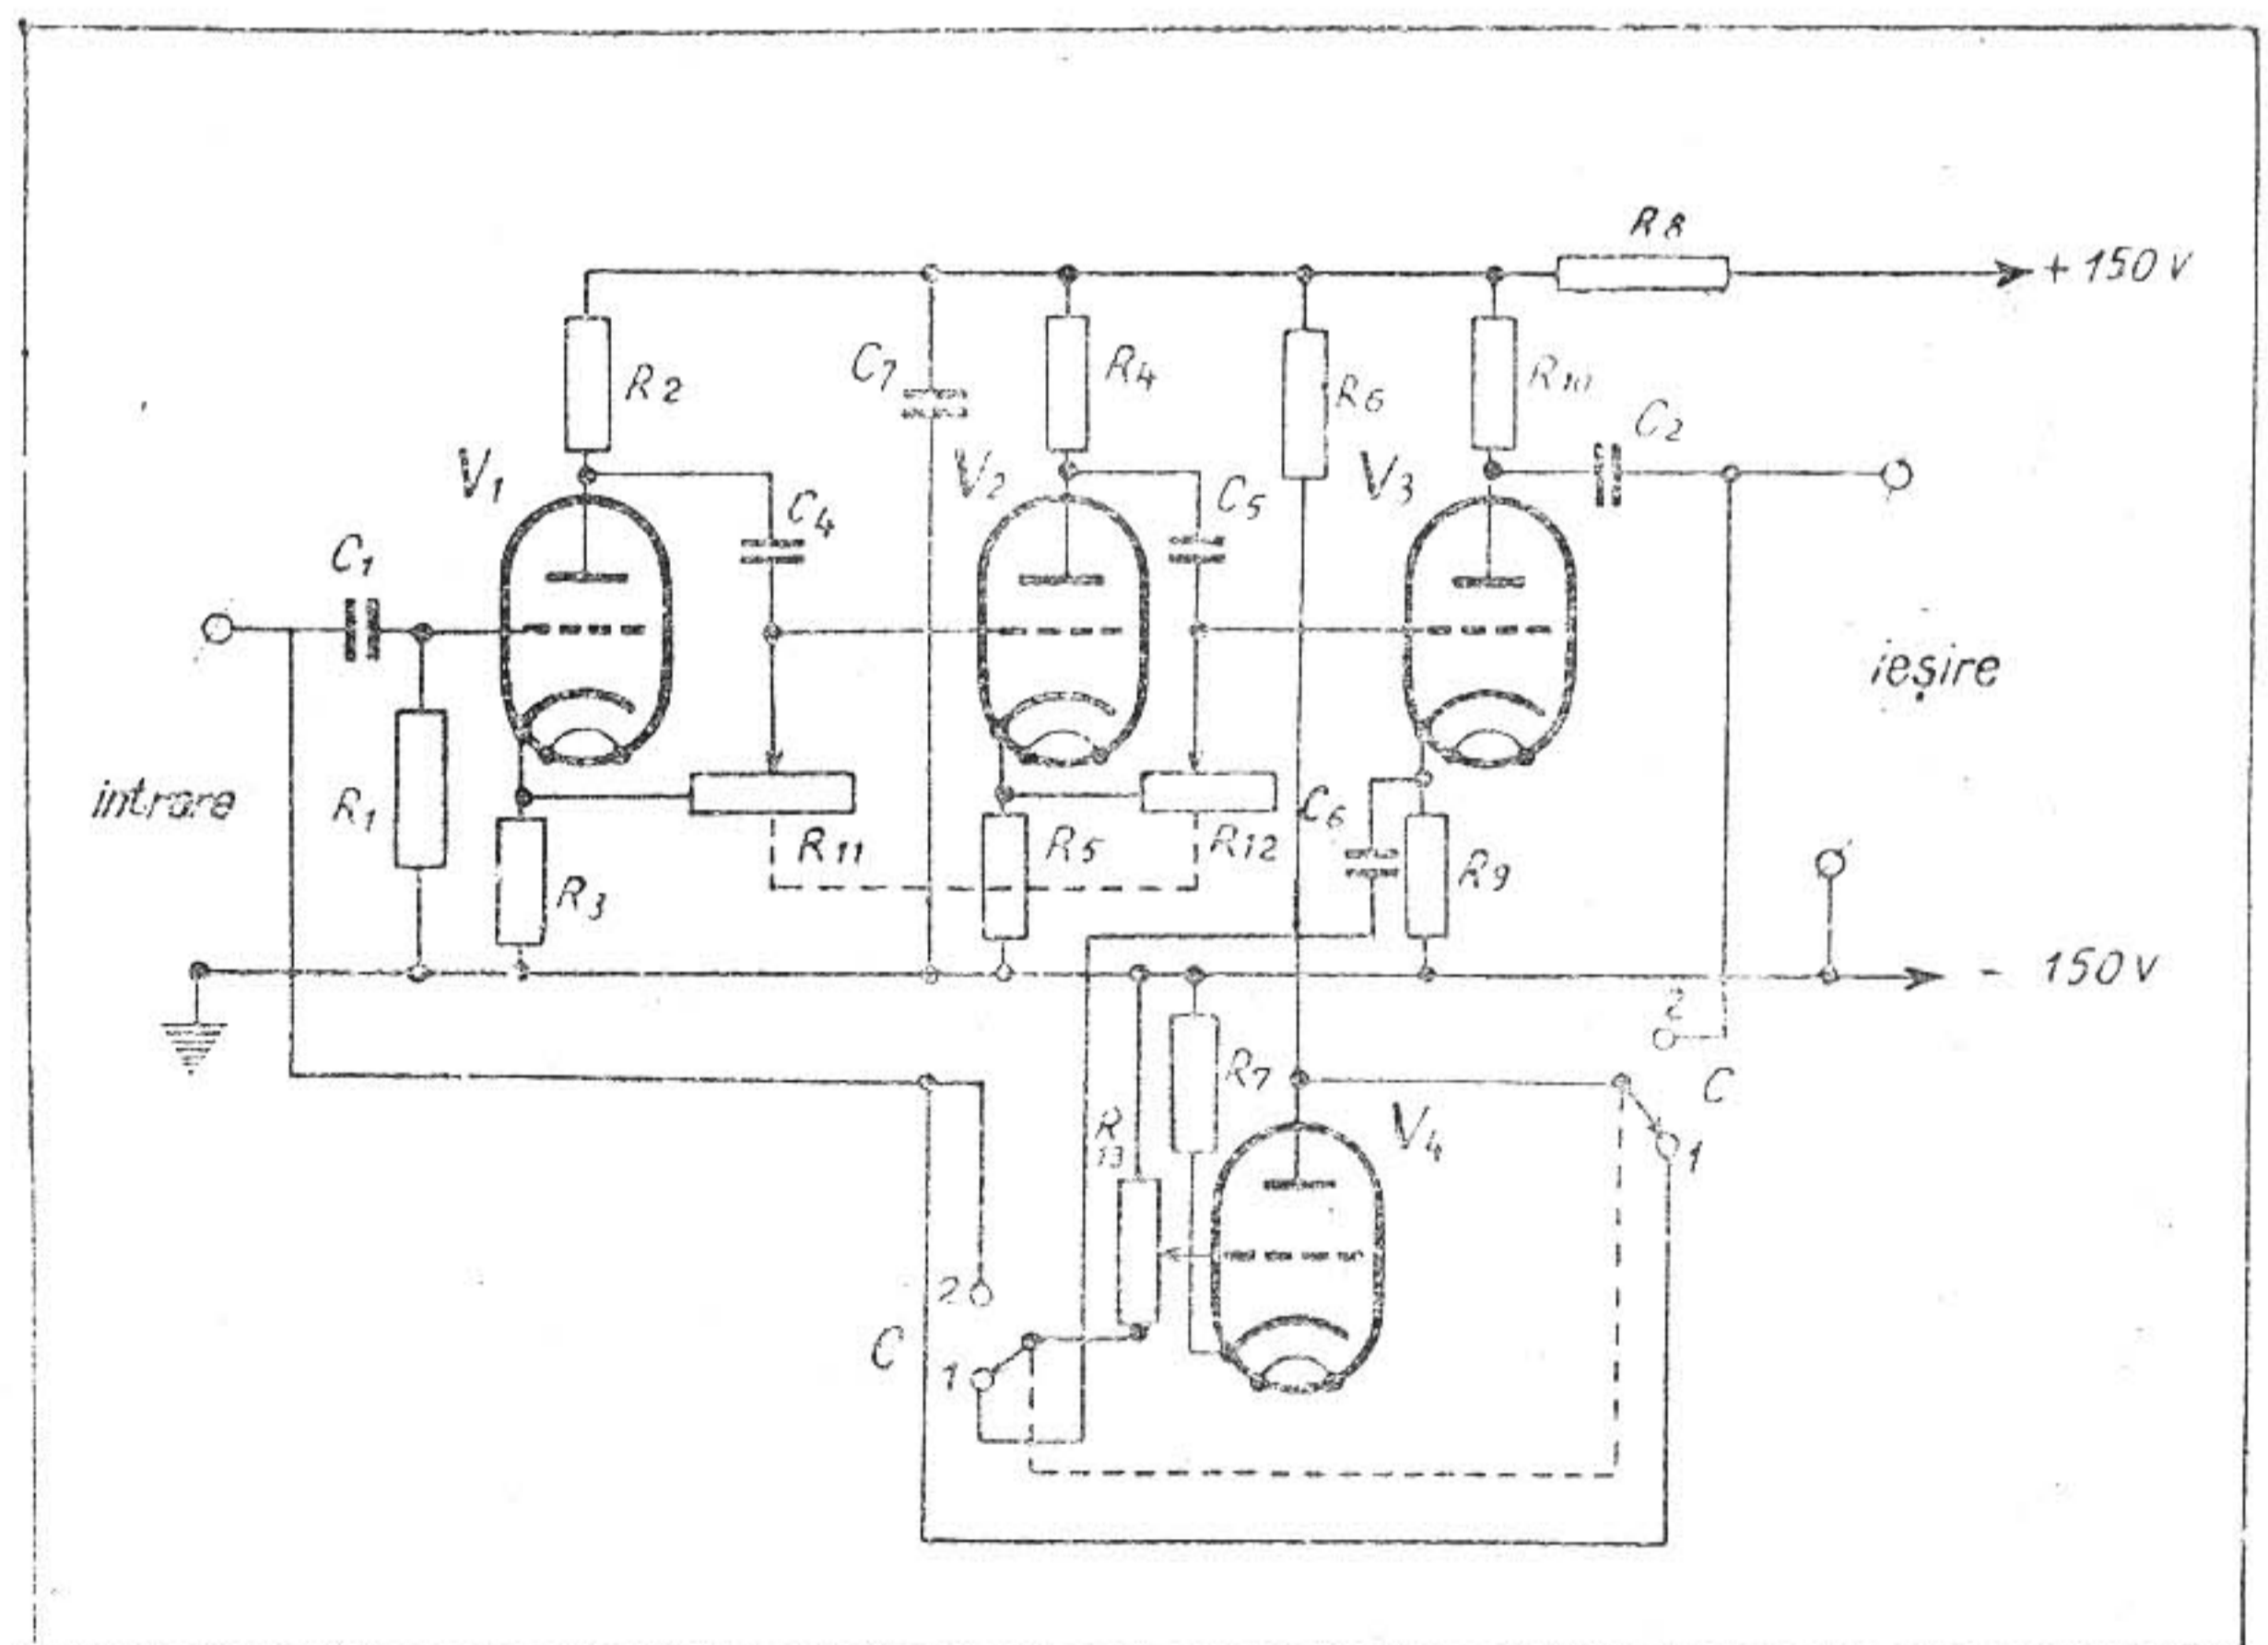 R8
+ 150 V
C7
R2
R4
R6
R10
C2
V1
V2
V3
C4
C5
C1
ieșire
intrare
R1
R11
R5
R12
C6
R9
R3
- 150 V
2
R7
C
R
13
V4
1
2
C
1